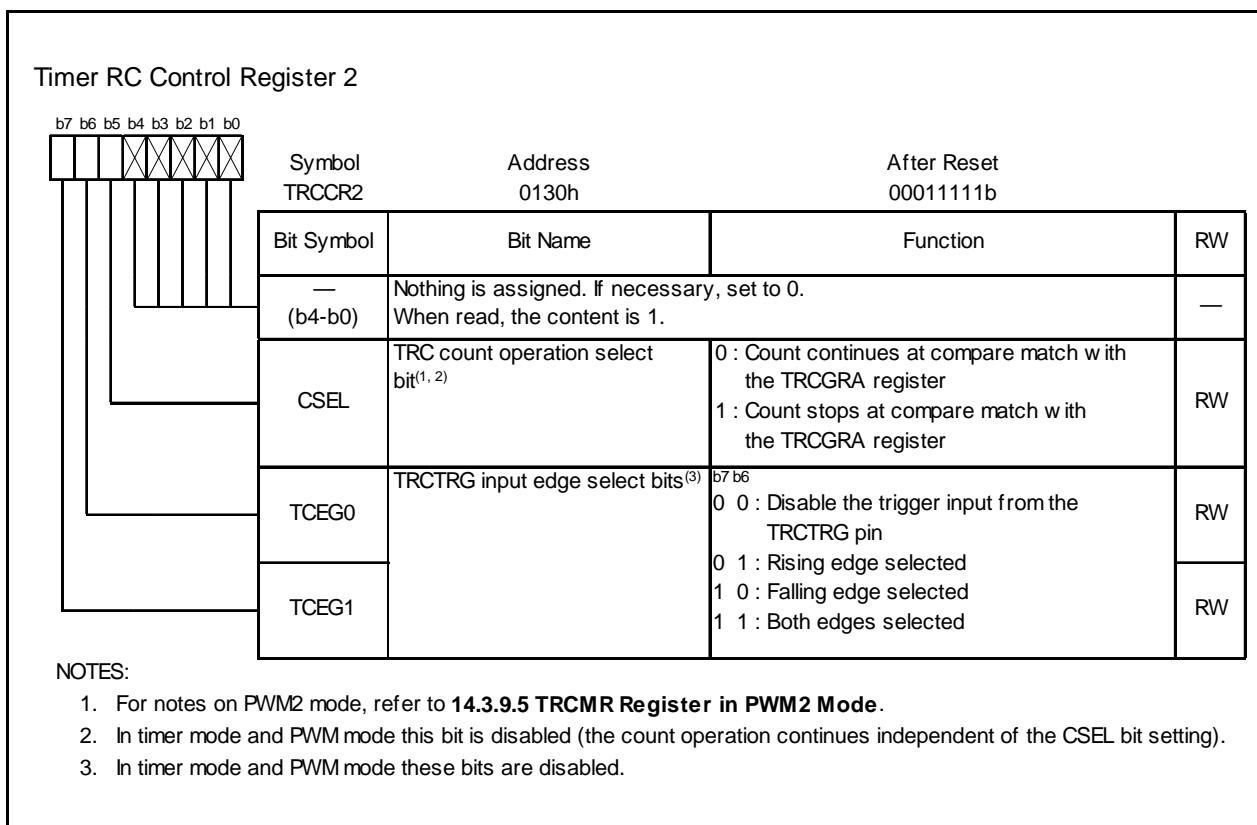 Timer RC Control Register 2
b7 b6 b5 b4 b3 b2 b1 b0
Symbol Address After Reset
TRCCR2 0130h 00011111b
Bit Symbol Bit Name Function RW
—
(b4-b0)
Nothing is assigned. If necessary, set to 0.
When read, the content is 1.
—
CSEL
TRC count operation select
bit(1, 2)
0 : Count continues at compare match with
the TRCGRA register
1 : Count stops at compare match with
the TRCGRA register
RW
TCEG0
TRCTRG input edge select bits(3)
b7 b6
0 0 : Disable the trigger input from the
TRCTRG pin
0 1 : Rising edge selected
1 0 : Falling edge selected
1 1 : Both edges selected
RW
TCEG1
RW
NOTES:
1. For notes on PWM2 mode, refer to 14.3.9.5 TRCMR Register in PWM2 Mode.
2. In timer mode and PWM mode this bit is disabled (the count operation continues independent of the CSEL bit setting).
3. In timer mode and PWM mode these bits are disabled.